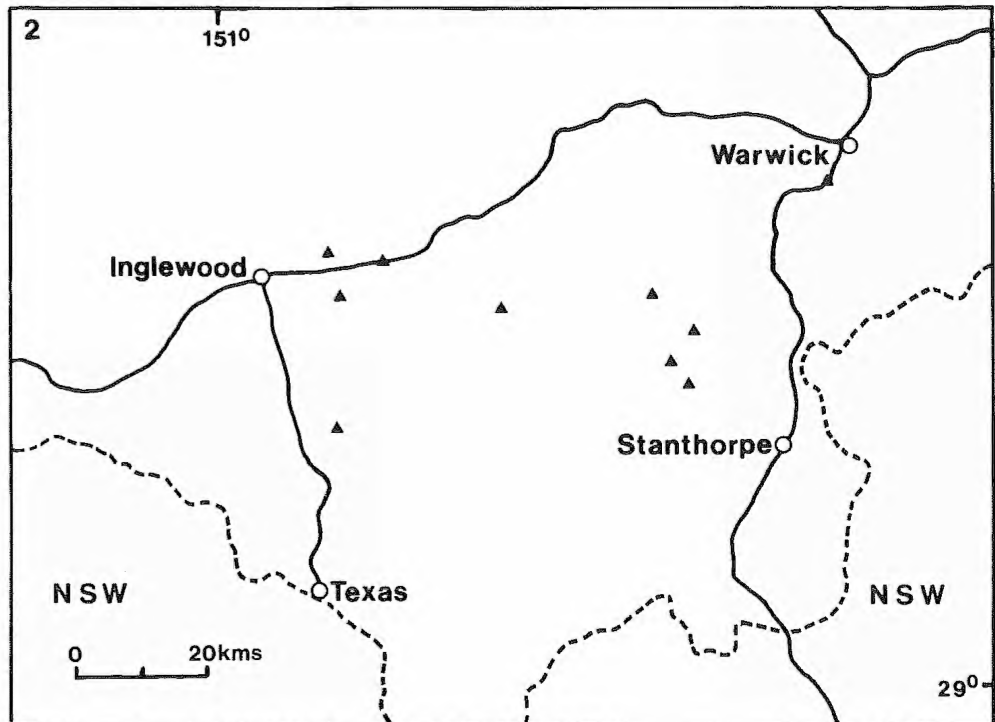 2
151⁰
Warwick
Inglewood
Stanthorpe
NSW
Texas
NSW
0 20kms
29⁰